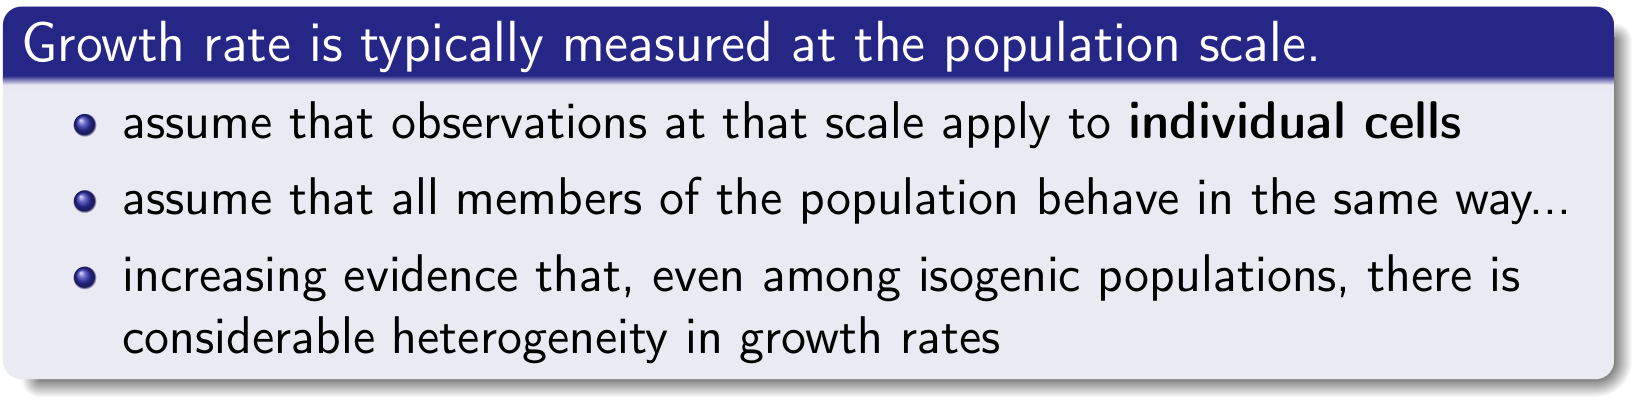 Growth rate is typically measured at the population scale.
assume that observations at that scale apply to individual cells
assume that all members of the population behave in the same way...
increasing evidence that, even among isogenic populations, there is
considerable heterogeneity in growth rates